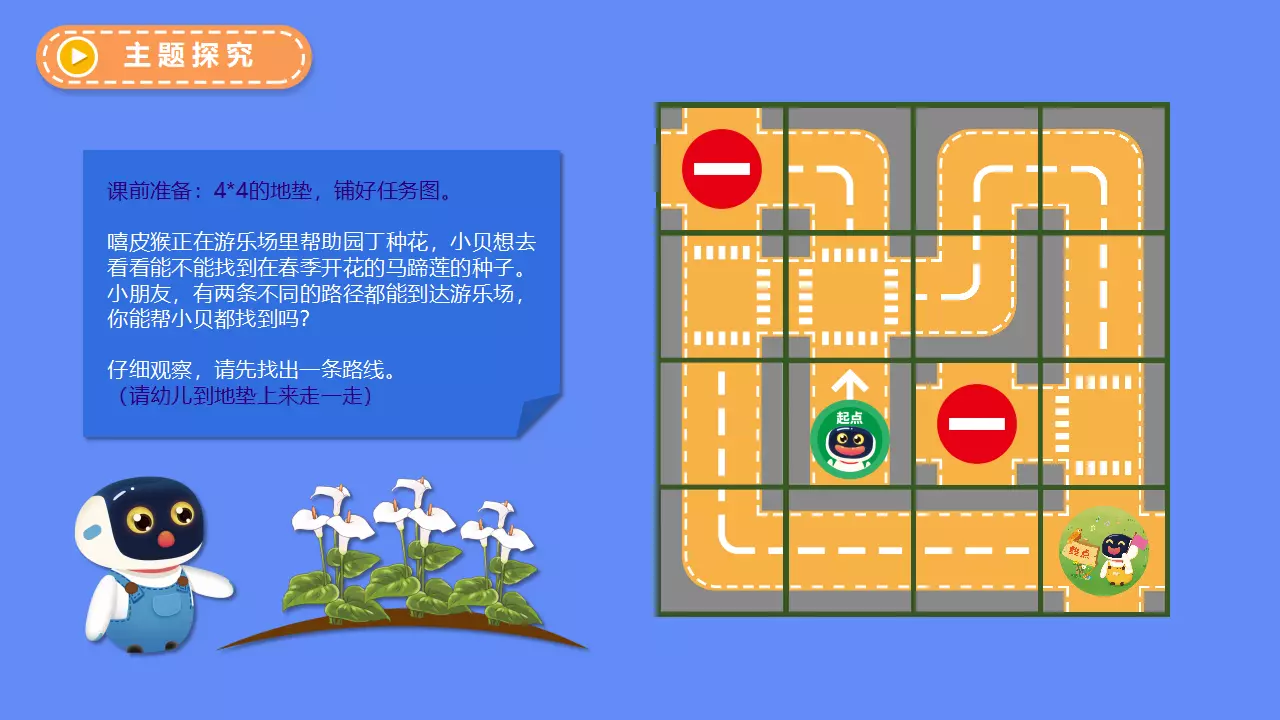 主题探究
课前准备：4*4的地垫，铺好任务图。
嘻皮猴正在游乐场里帮助园丁种花，小贝想去
看看能不能找到在春季开花的马蹄莲的种子。
小朋友，有两条不同的路径都能到达游乐场，
你能帮小贝都找到吗？
仔细观察，请先找出一条路线。
（请幼儿到地垫上来走一走）
起点
终点